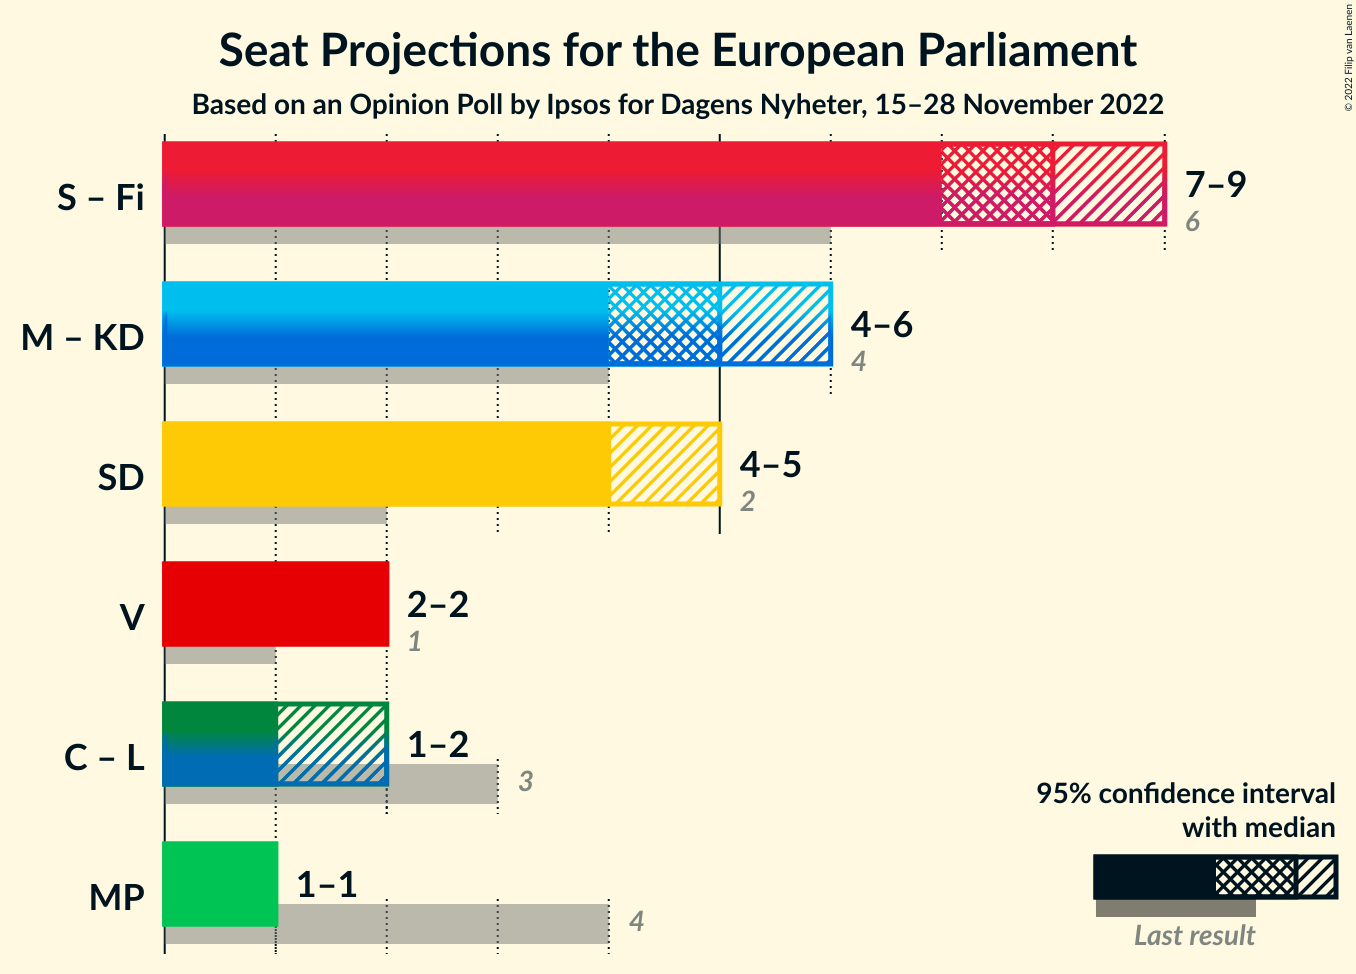 Seat Projections for the European Parliament
Based on an Opinion Poll by Ipsos for Dagens Nyheter, 15–28 November 2022
© 2022 Filip van Laenen
S – Fi
7–9
6
M – KD
4–6
4
SD
4–5
2
V
2–2
1
C – L
1–2
3
MP
1–1
4
95% confidence interval
with median
Last result